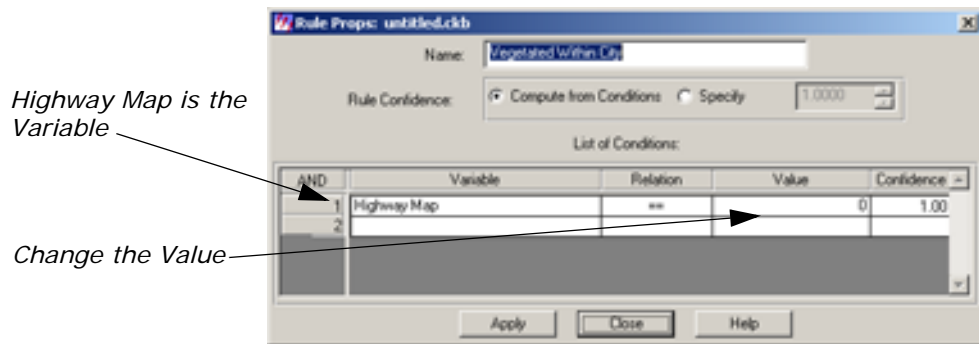 Rule Props: untitled.ckb
Name: Vegetated Within City
Highway Map is the
Variable
Rule Confidence: Compute from Conditions Specify 1.0000
List of Conditions:
AND Variable Relation Value Confidence
1 Highway Map == 0 1.00
2
Change the Value
Apply Close Help